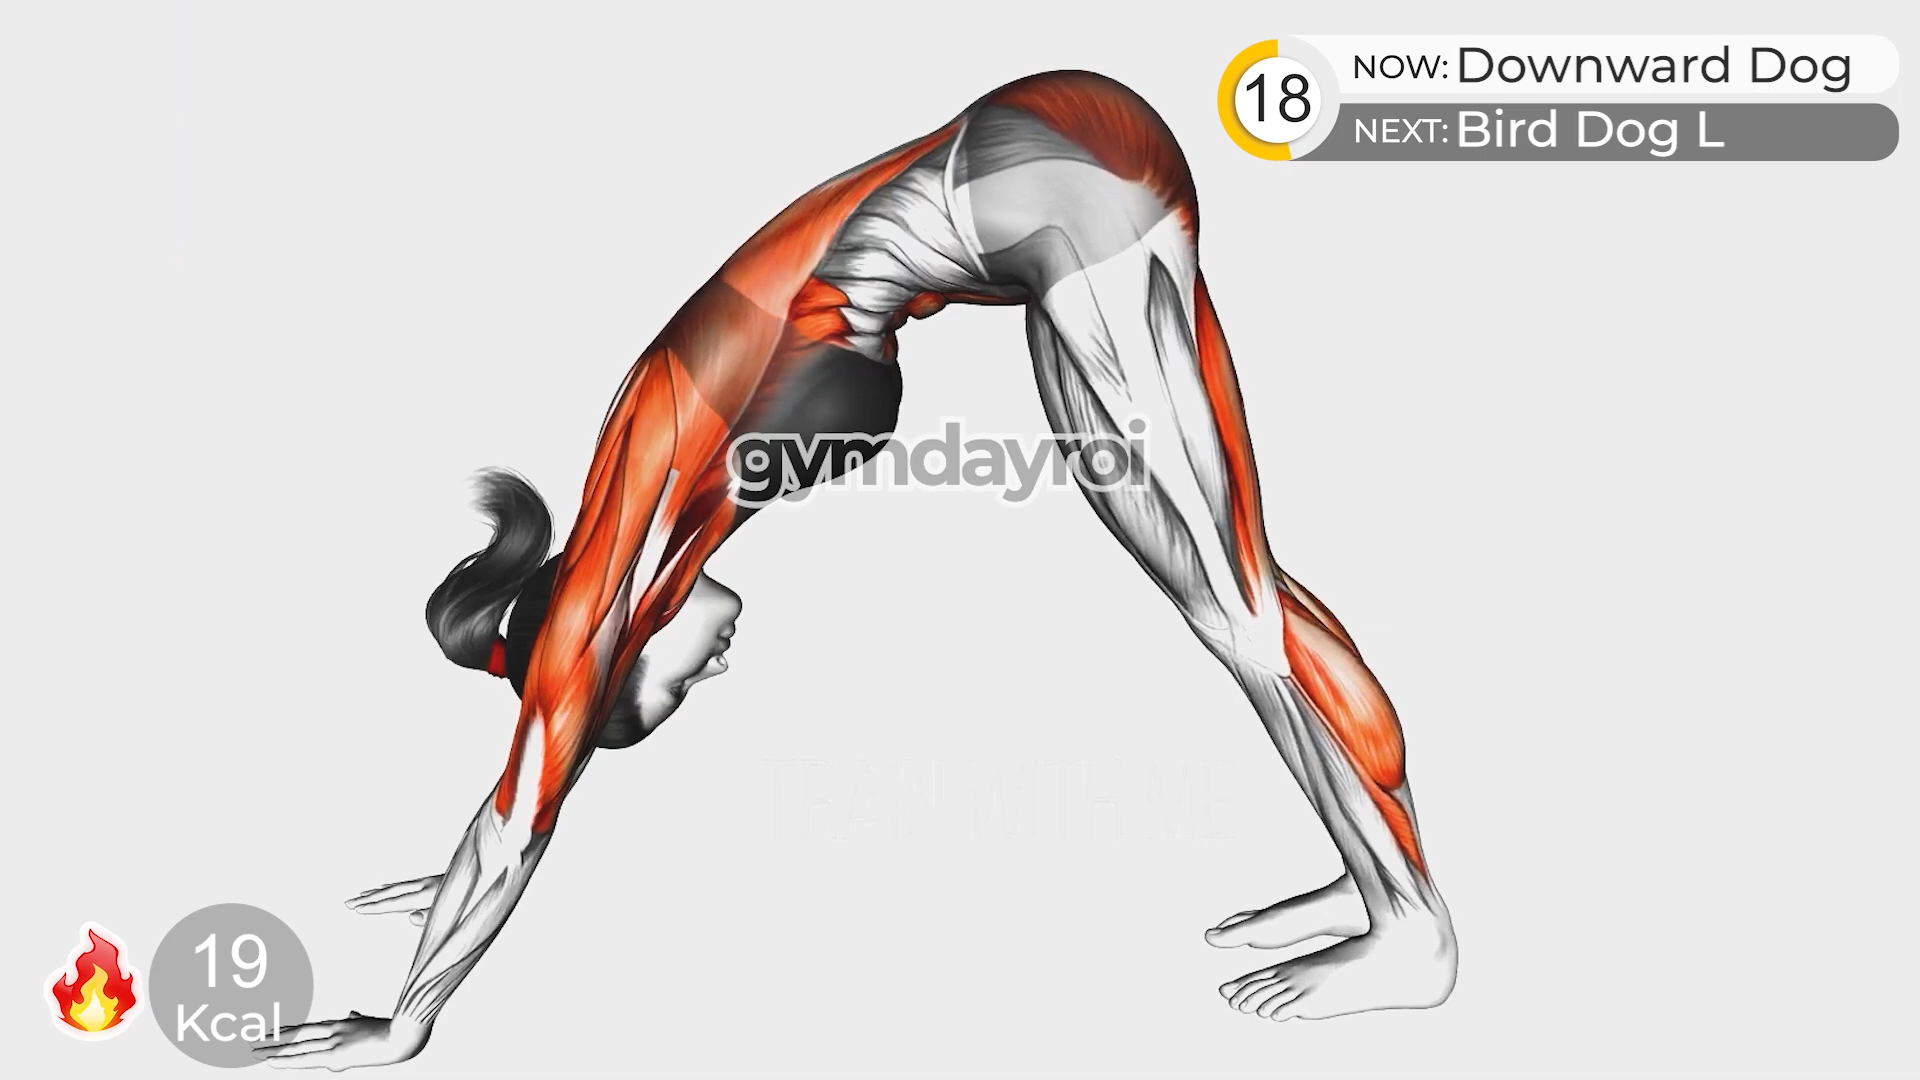 18
NOW: Downward Dog
NEXT: Bird Dog L
gymdayroi
TRAIN WITH ME
19
Kcal